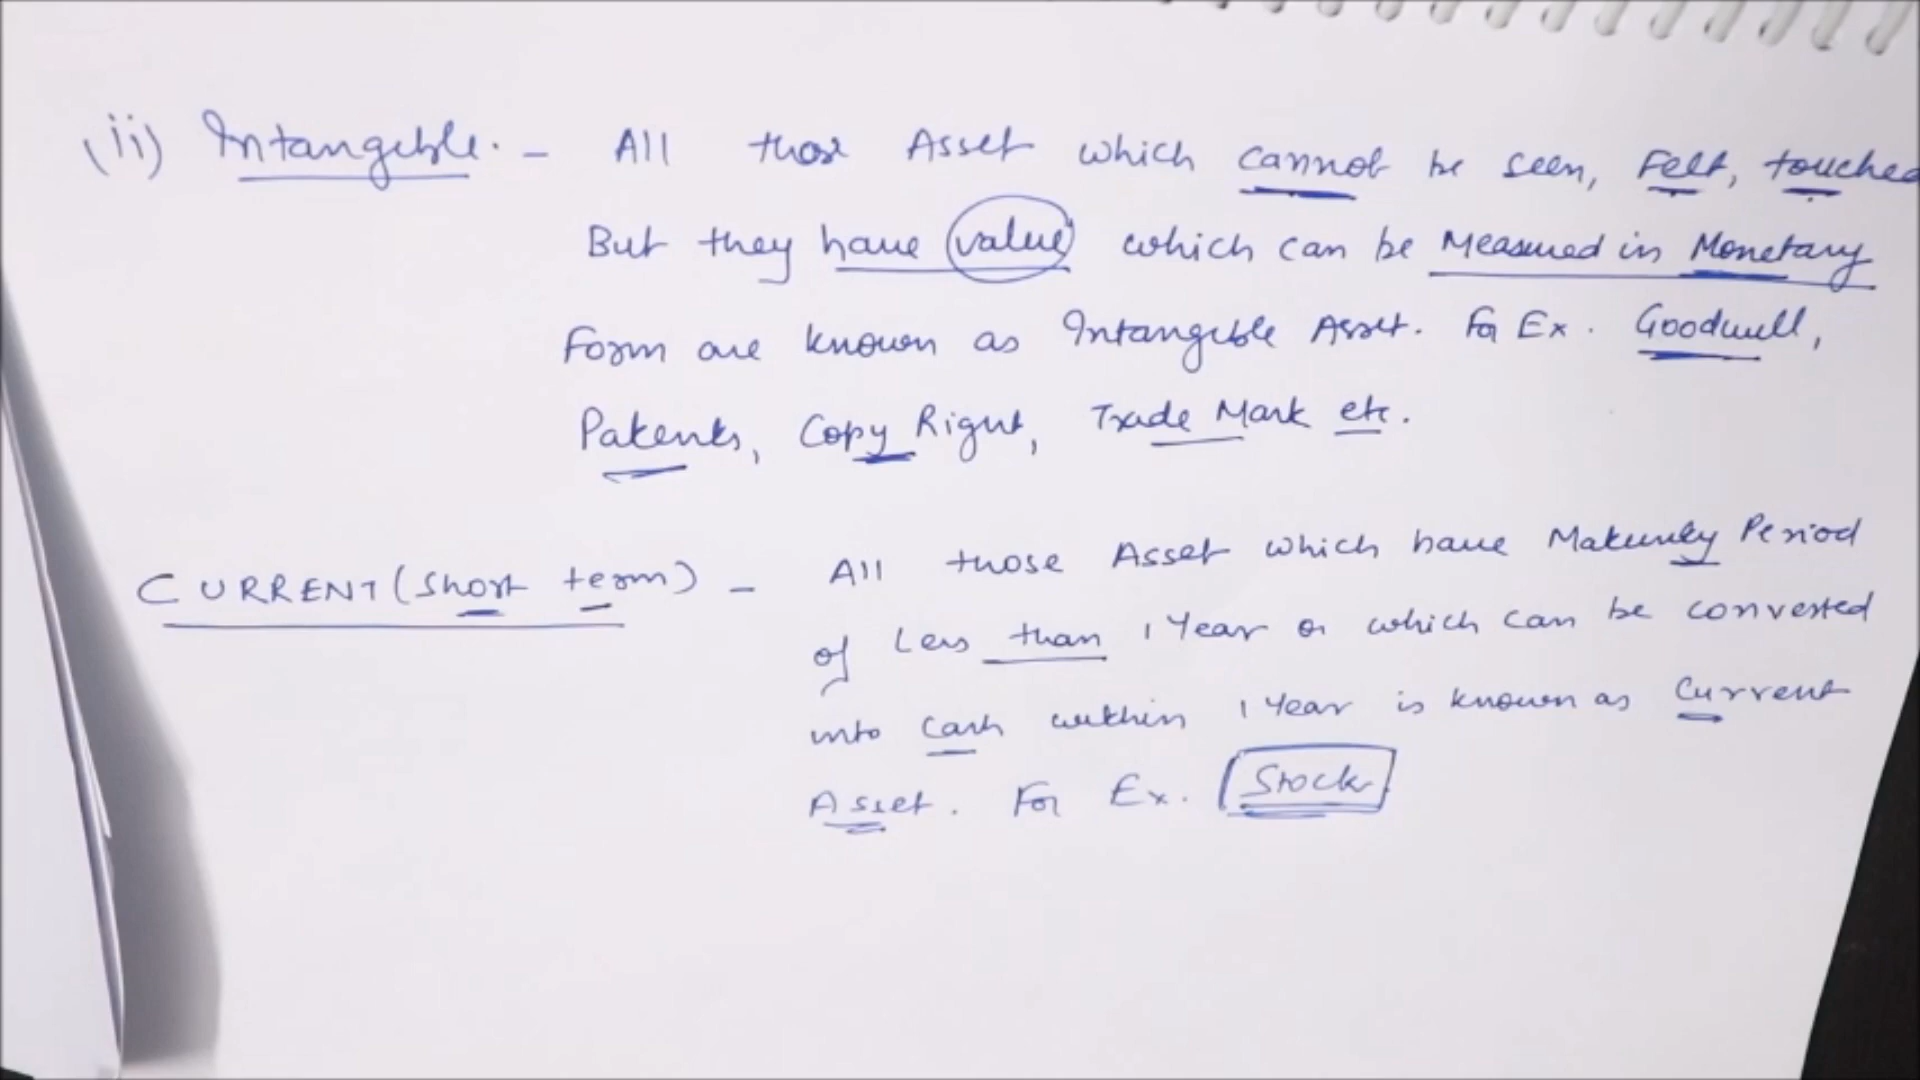 (ii) Intangible. - All those Asset which cannot be seen, Felt, touched
But they have value which can be Measured in Monetary
Form are known as Intangible Asset. For Ex. Goodwill,
Patents, Copy Right, Trade Mark etc.
CURRENT (short term) - All those Asset which have Maturity Period
of Less than 1 Year or which can be converted
into Cash within 1 Year is known as Current
Asset. For Ex. Stock